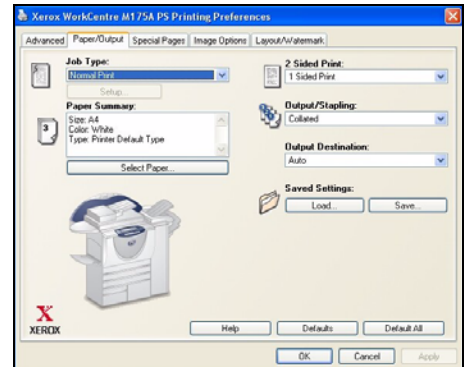 Xerox WorkCentre M175A PS Printing Preferences
Advanced Paper/Output Special Pages Image Options Layout/Watermark
Job Type:
Normal Print
Setup...
Paper Summary:
3
Size: A4
Color: White
Type: Printer Default Type
Select Paper...
2 Sided Print:
1 Sided Print
Output/Stapling:
Collated
Output Destination:
Auto
Saved Settings:
Load... Save...
X
XEROX
Help Defaults Default All
OK Cancel Apply